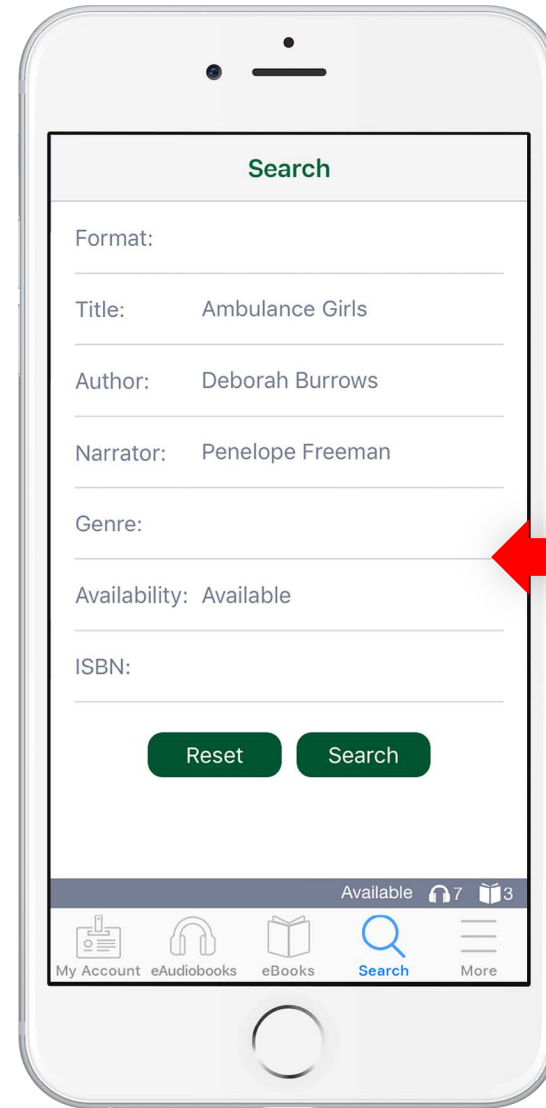 Search
Format:
Title: Ambulance Girls
Author: Deborah Burrows
Narrator: Penelope Freeman
Genre:
Availability: Available
ISBN:
Reset Search
Available 7 3
My Account eAudiobooks eBooks Search More